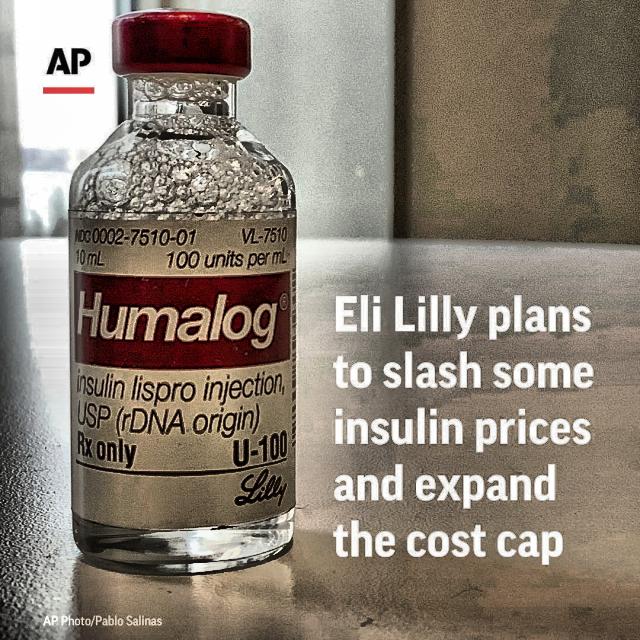 AP
NDC 0002-7510-01 VL-7510
10 mL 100 units per mL
Humalog®
insulin lispro injection,
USP (rDNA origin)
Rx only U-100
Lilly
Eli Lilly plans
to slash some
insulin prices
and expand
the cost cap
AP Photo/Pablo Salinas